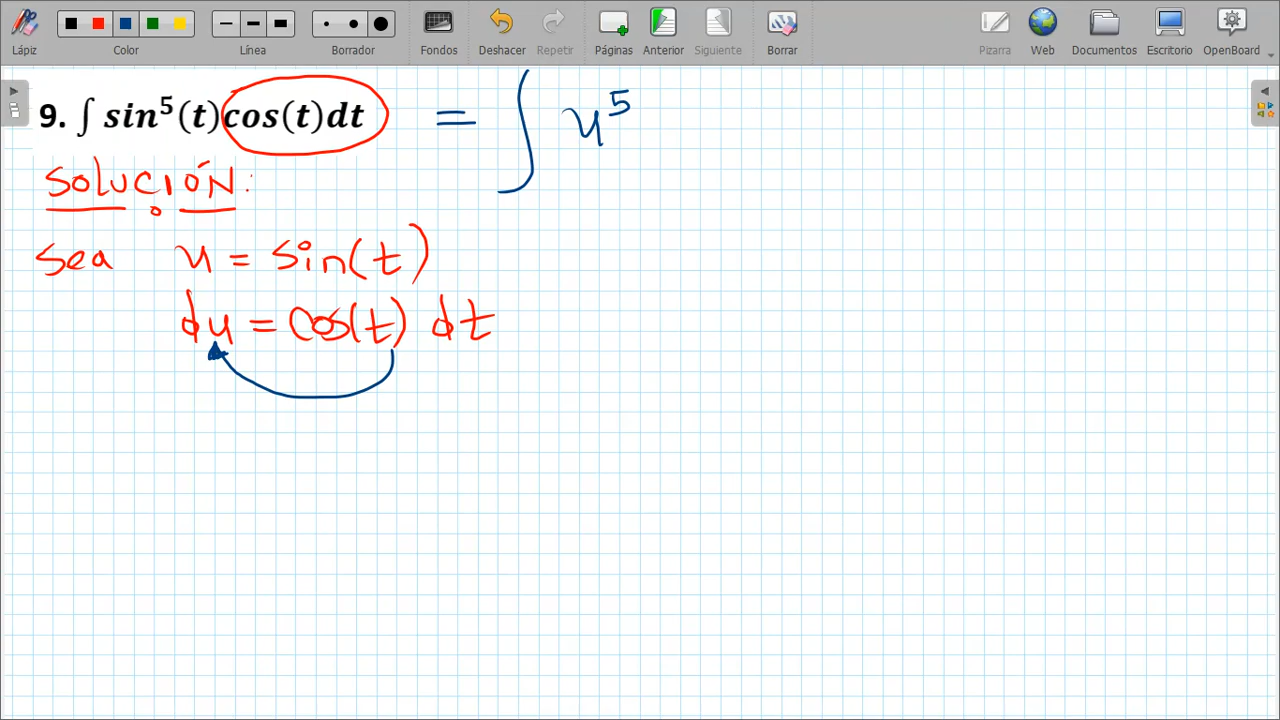 Lápiz Color Línea Borrador Fondos Deshacer Repetir Páginas Anterior Siguiente Borrar Pizarra Web Documentos Escritorio OpenBoard
9. ∫ sin⁵(t)cos(t)dt = ∫ u⁵
SOLUCIÓN:
Sea u = sin(t)
du = cos(t) dt